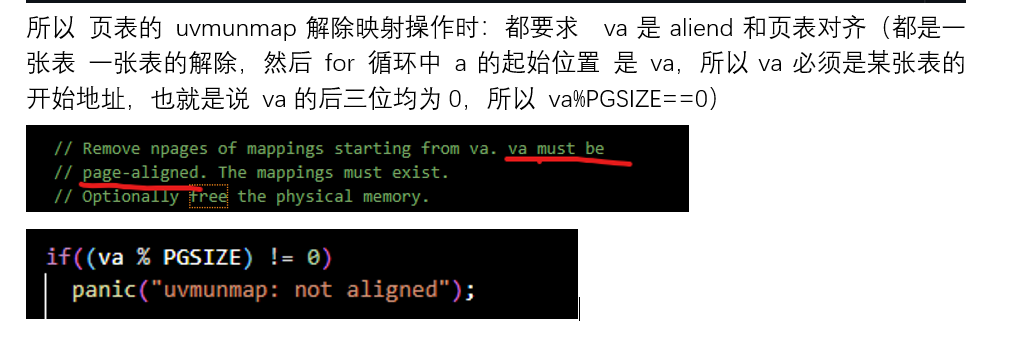 所以 页表的 uvmunmap 解除映射操作时：都要求 va 是 aliend 和页表对齐（都是一
张表 一张表的解除，然后 for 循环中 a 的起始位置 是 va，所以 va 必须是某张表的
开始地址，也就是说 va 的后三位均为 0，所以 va%PGSIZE==0）
// Remove npages of mappings starting from va. va must be
// page-aligned. The mappings must exist.
// Optionally free the physical memory.
if((va % PGSIZE) != 0)
panic("uvmunmap: not aligned");